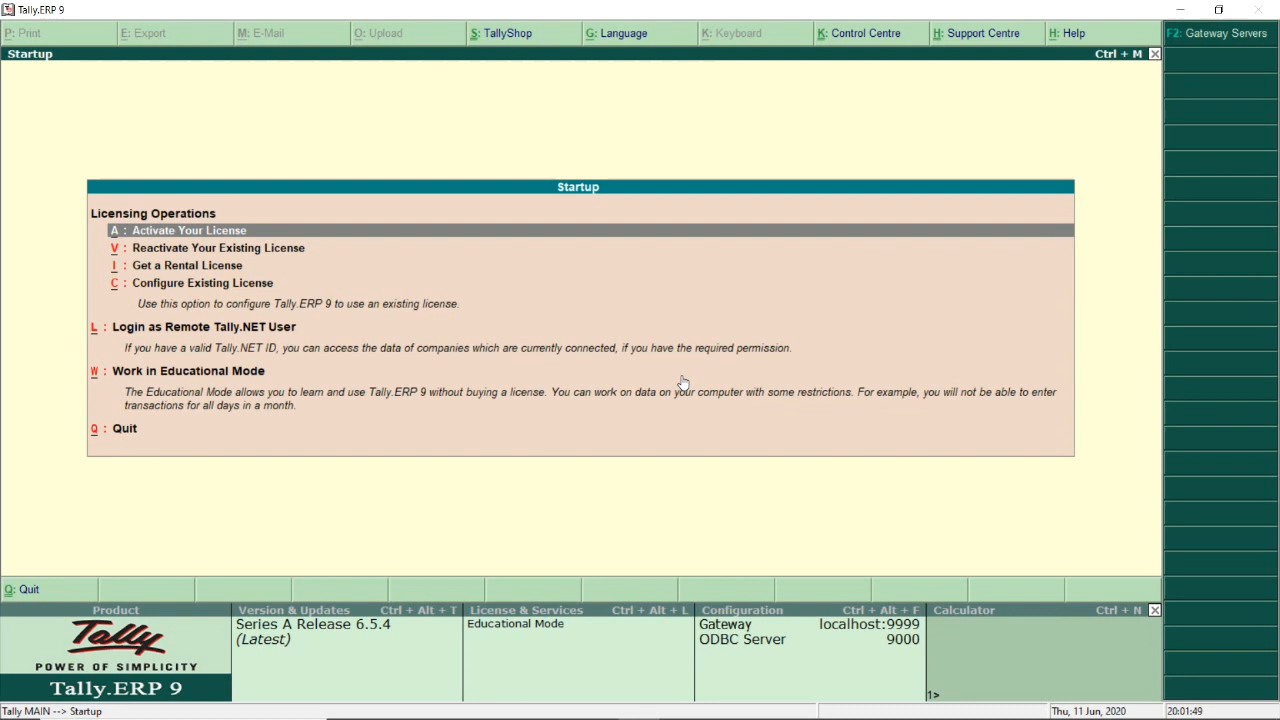 Tally.ERP 9
P: Print
E: Export
M: E-Mail
O: Upload
S: TallyShop
G: Language
K: Keyboard
K: Control Centre
H: Support Centre
H: Help
F2: Gateway Servers
Startup
Ctrl + M
Startup
Licensing Operations
A : Activate Your License
V : Reactivate Your Existing License
I : Get a Rental License
C : Configure Existing License
Use this option to configure Tally.ERP 9 to use an existing license.
L : Login as Remote Tally.NET User
If you have a valid Tally.NET ID, you can access the data of companies which are currently connected, if you have the required permission.
W : Work in Educational Mode
The Educational Mode allows you to learn and use Tally.ERP 9 without buying a license. You can work on data on your computer with some restrictions. For example, you will not be able to enter
transactions for all days in a month.
Q : Quit
Q: Quit
Product
Tally
POWER OF SIMPLICITY
Tally.ERP 9
Version & Updates Ctrl + Alt + T
Series A Release 6.5.4
(Latest)
License & Services Ctrl + Alt + L
Educational Mode
Configuration Ctrl + Alt + F
Gateway localhost:9999
ODBC Server 9000
Calculator Ctrl + N
1>
Tally MAIN --> Startup
Thu, 11 Jun, 2020
20:01:49